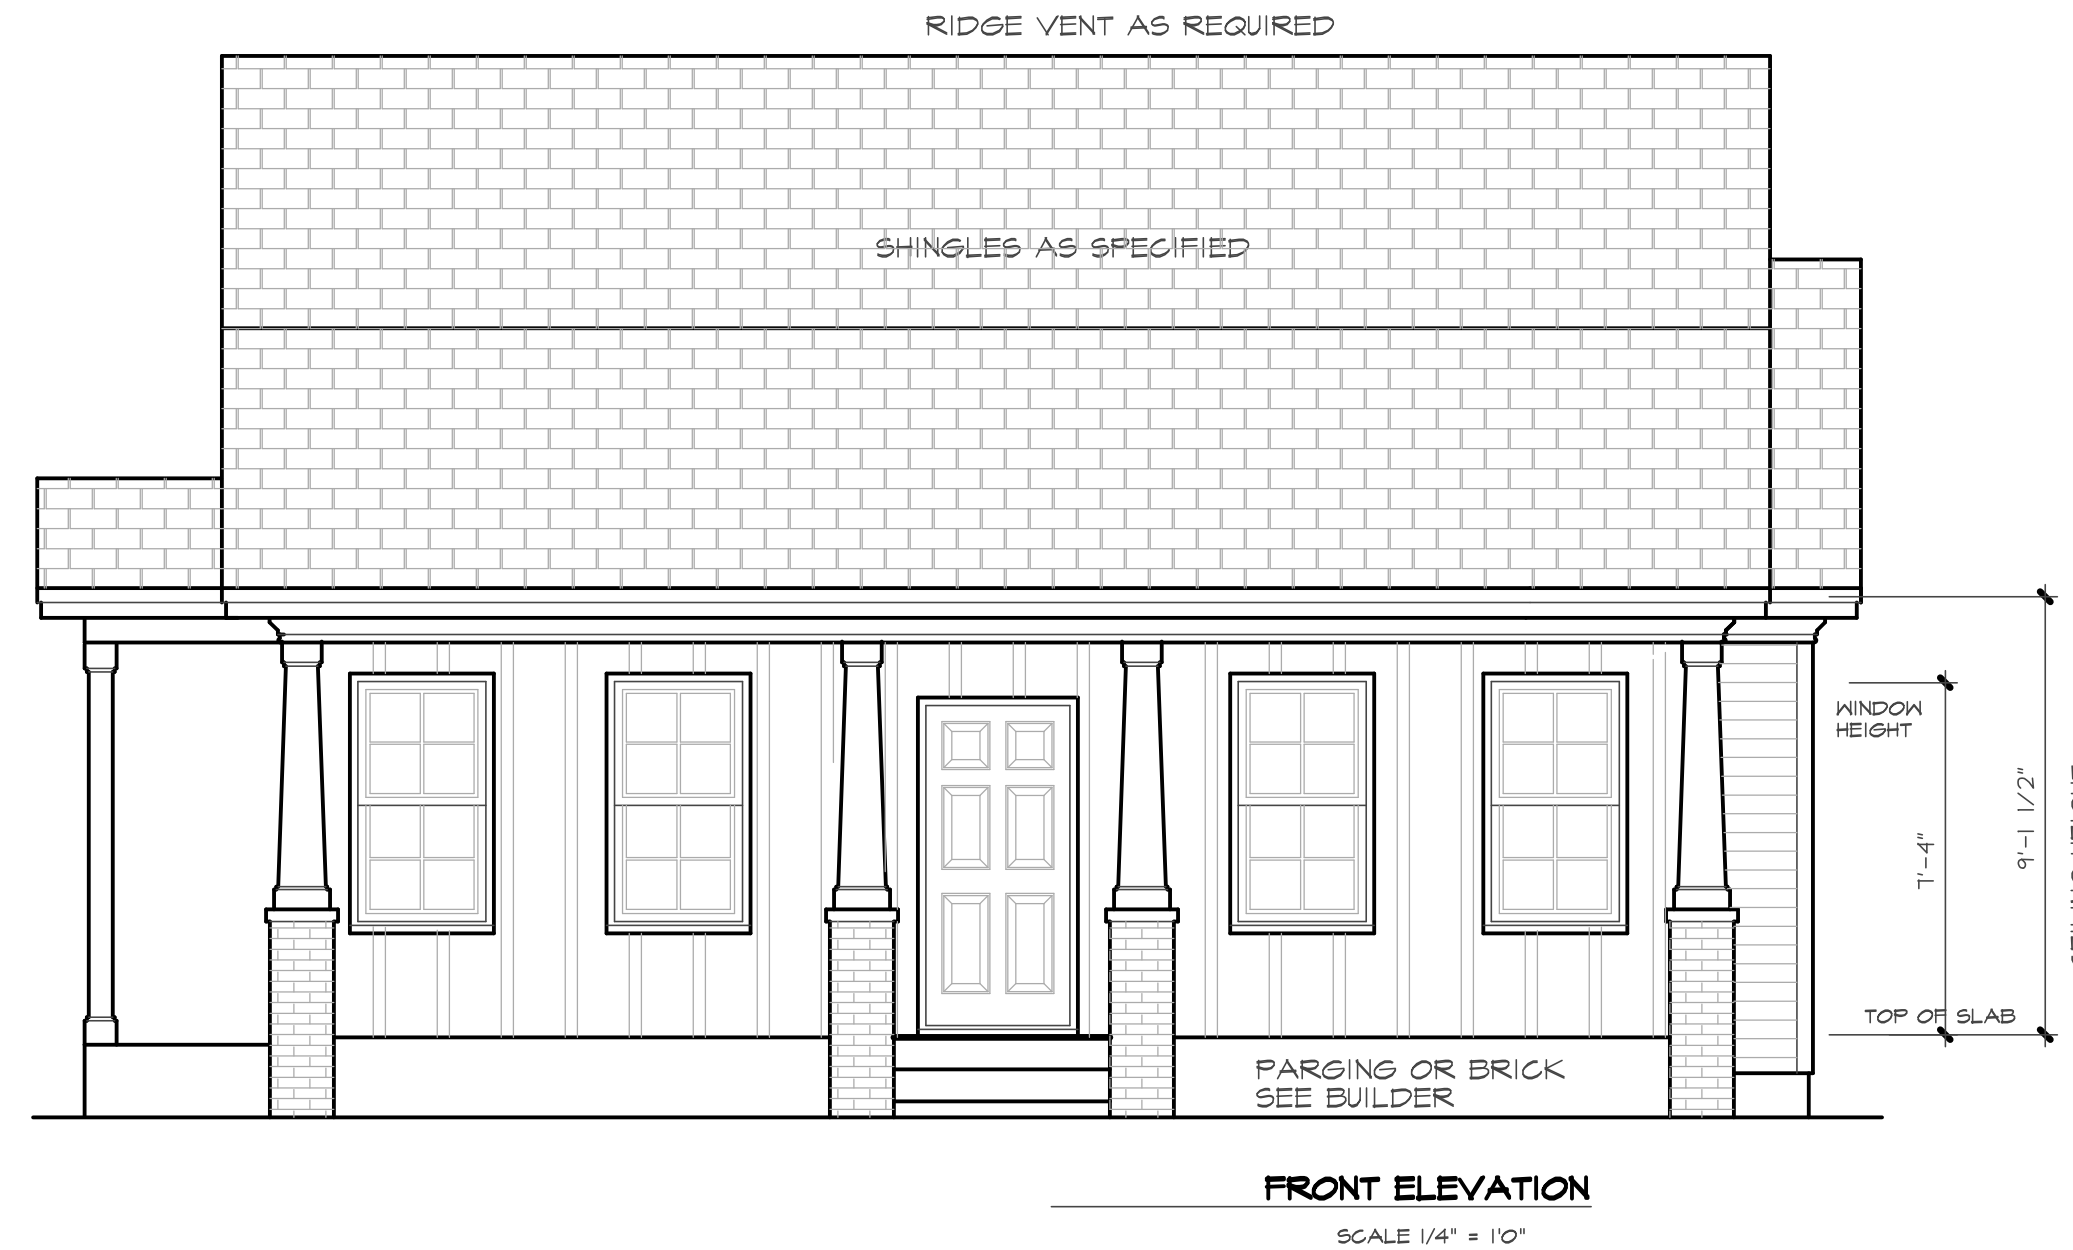 RIDGE VENT AS REQUIRED
SHINGLES AS SPECIFIED
WINDOW
HEIGHT
7'-4"
9'-1 1/2"
TOP OF SLAB
PARGING OR BRICK
SEE BUILDER
FRONT ELEVATION
SCALE 1/4" = 1'0"